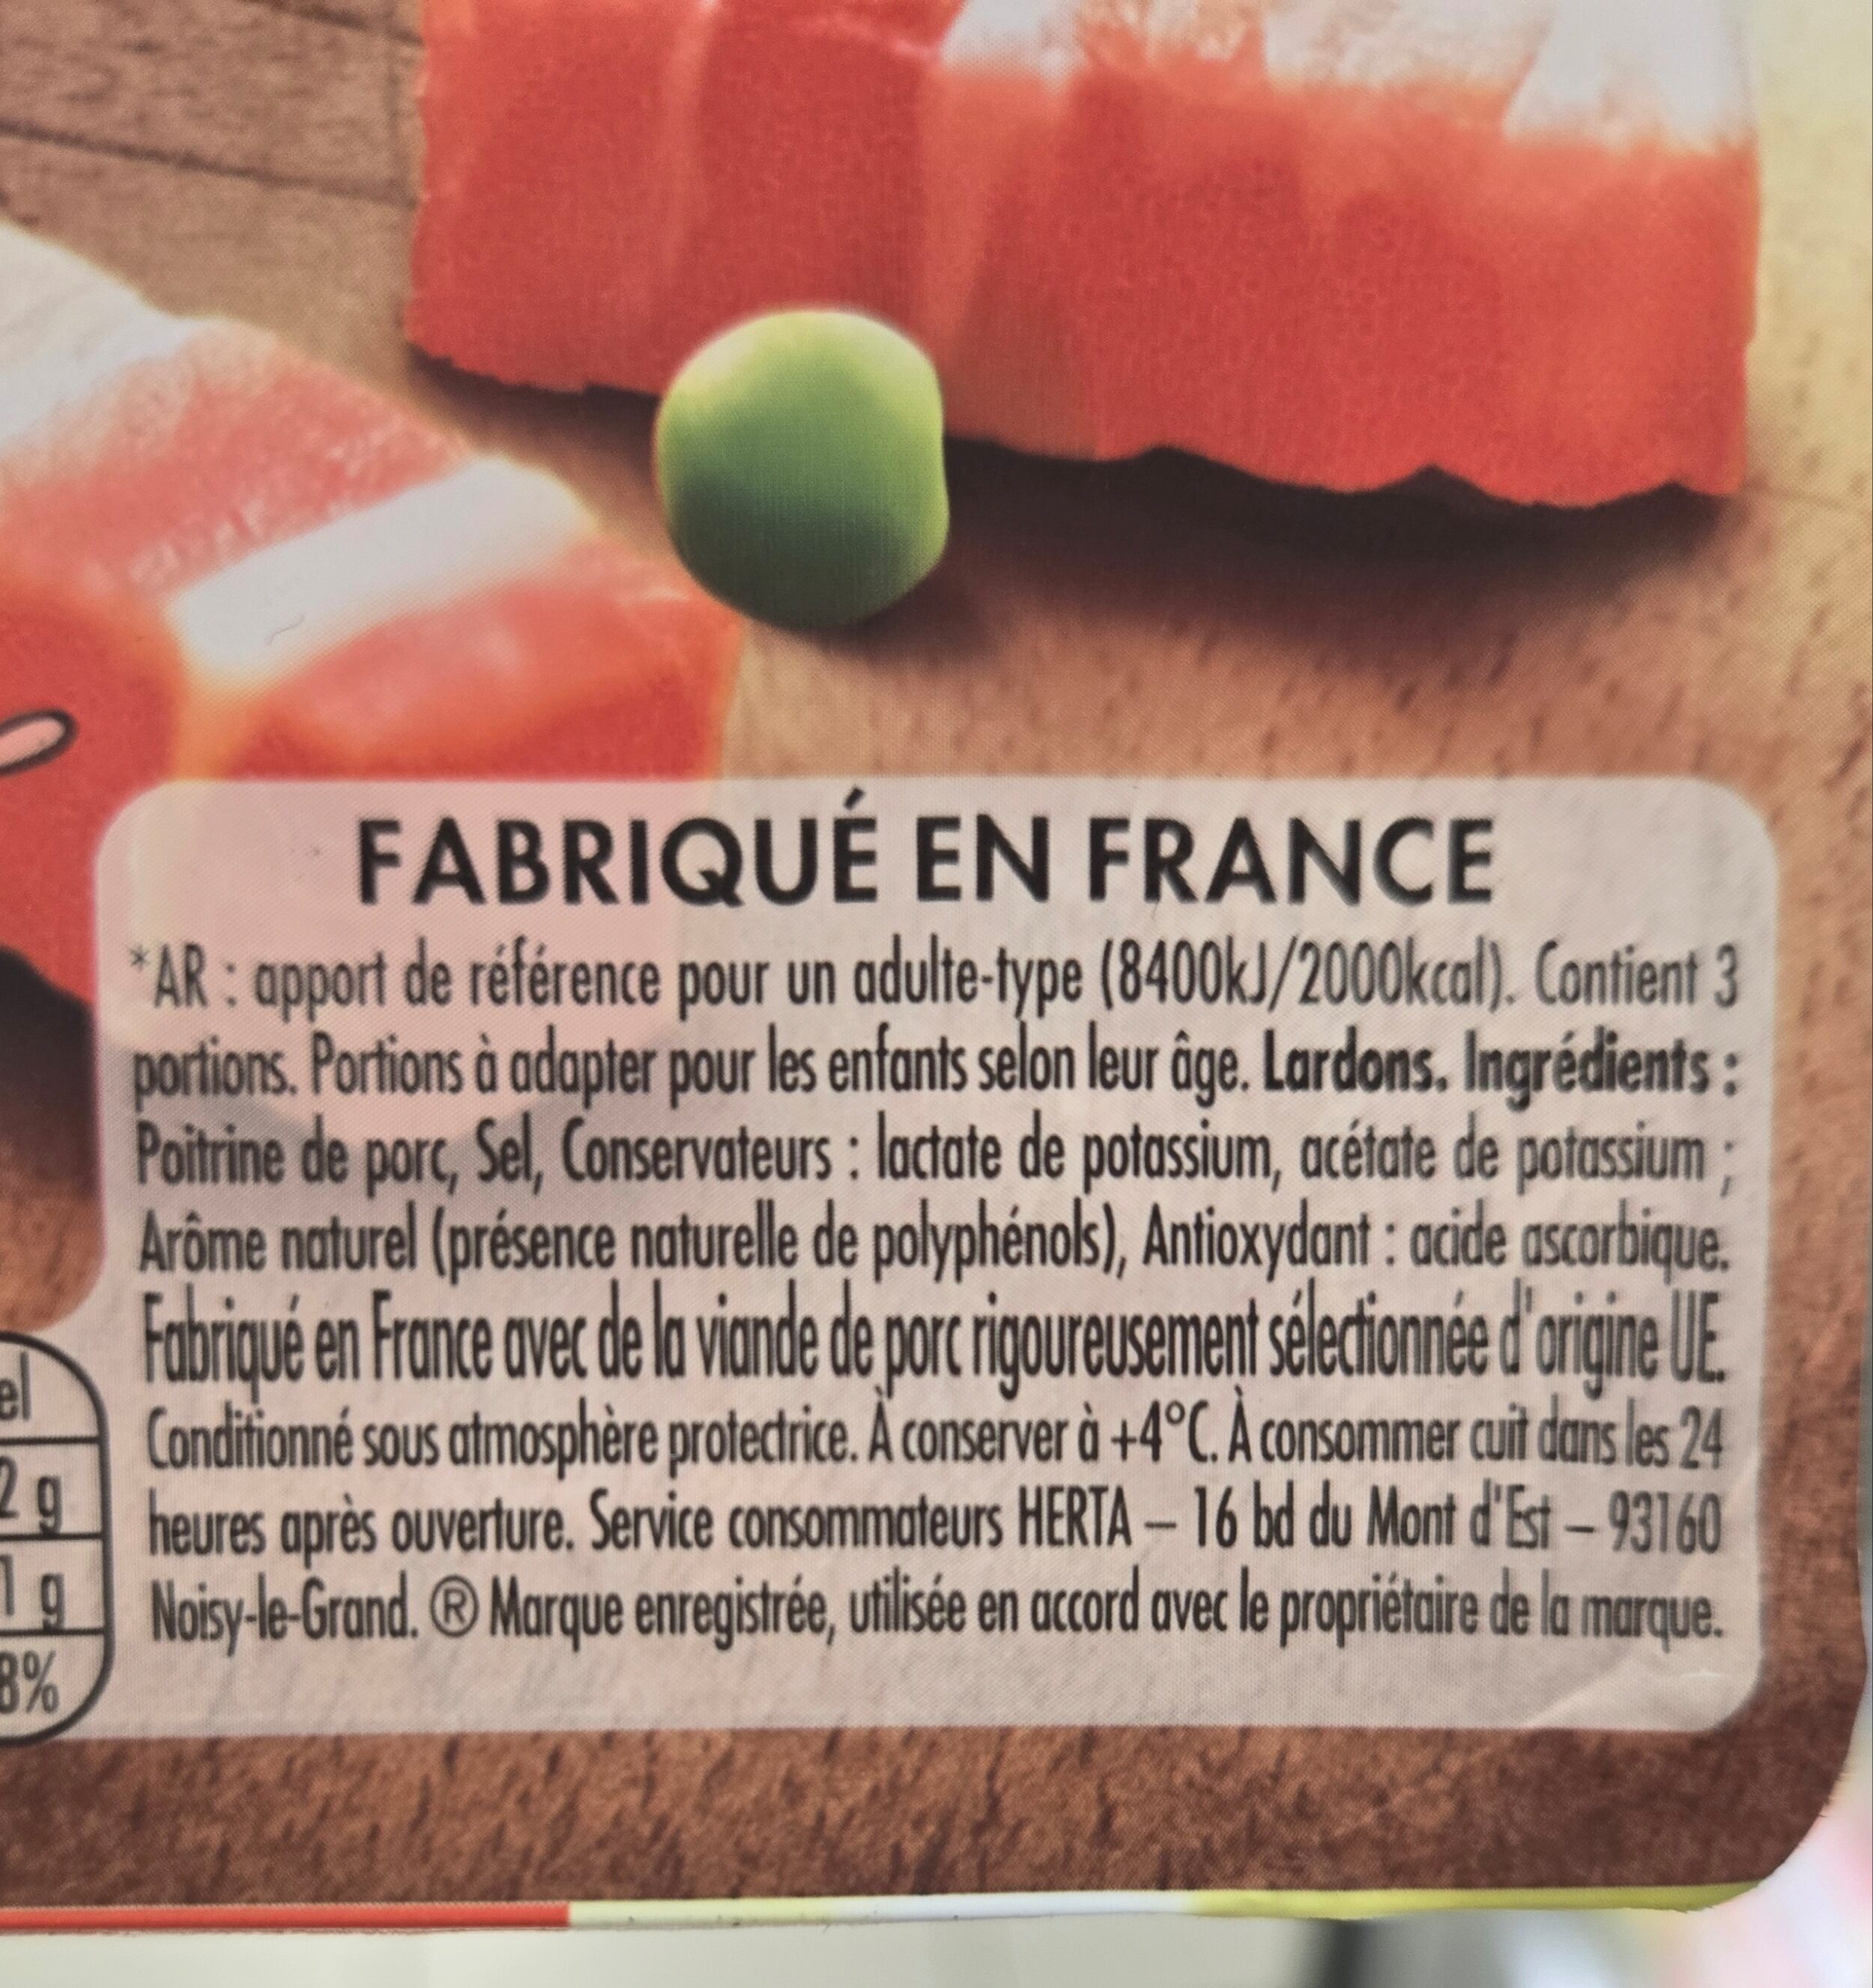 FABRIQUÉ EN FRANCE
*AR : apport de référence pour un adulte-type (8400kJ/2000kcal). Contient 3
portions. Portions à adapter pour les enfants selon leur âge. Lardons. Ingrédients :
Poitrine de porc, Sel, Conservateurs : lactate de potassium, acétate de potassium ;
Arôme naturel (présence naturelle de polyphénols), Antioxydant : acide ascorbique.
Fabriqué en France avec de la viande de porc rigoureusement sélectionnée d'origine UE.
Conditionné sous atmosphère protectrice. À conserver à +4°C. À consommer cuit dans les 24
heures après ouverture. Service consommateurs HERTA – 16 bd du Mont d'Est – 93160
Noisy-le-Grand. ® Marque enregistrée, utilisée en accord avec le propriétaire de la marque.
el
2 g
1 g
8%